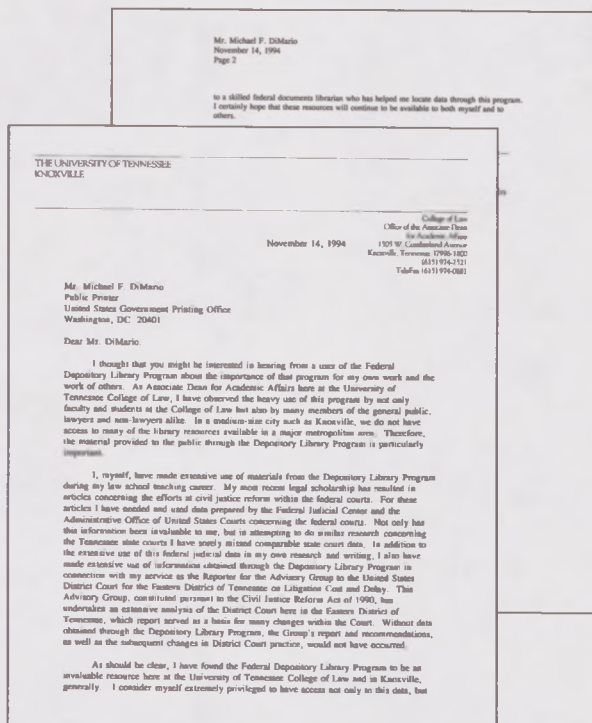 Mr. Michael F. DiMario
November 14, 1994
Page 2
to a skilled federal documents librarian who has helped me locate data through this program.
I certainly hope that these resources will continue to be available to both myself and to
others.
THE UNIVERSITY OF TENNESSEE
KNOXVILLE
College of Law
Office of the Associate Dean
for Academic Affairs
1505 W. Cumberland Avenue
Knoxville, Tennessee 37996-1800
(615) 974-2521
TeleFax (615) 974-0681
November 14, 1994
Mr. Michael F. DiMario
Public Printer
United States Government Printing Office
Washington, DC 20401
Dear Mr. DiMario:
I thought that you might be interested in hearing from a user of the Federal
Depository Library Program about the importance of that program for my own work and the
work of others. As Associate Dean for Academic Affairs here at the University of
Tennessee College of Law, I have observed the heavy use of this program by not only
faculty and students at the College of Law but also by many members of the general public,
lawyers and non-lawyers alike. In a medium-size city such as Knoxville, we do not have
access to many of the library resources available in a major metropolitan area. Therefore,
the material provided to the public through the Depository Library Program is particularly
important.
I, myself, have made extensive use of materials from the Depository Library Program
during my law school teaching career. My most recent legal scholarship has resulted in
articles concerning the efforts at civil justice reform within the federal courts. For these
articles I have needed and used data prepared by the Federal Judicial Center and the
Administrative Office of United States Courts concerning the federal courts. Not only has
this information been invaluable to me, but in attempting to do similar research concerning
the Tennessee state courts I have sorely missed comparable state court data. In addition to
the extensive use of this federal judicial data in my own research and writing, I also have
made extensive use of information obtained through the Depository Library Program in
connection with my service as the Reporter for the Advisory Group to the United States
District Court for the Eastern District of Tennessee on Litigation Cost and Delay. This
Advisory Group, constituted pursuant to the Civil Justice Reform Act of 1990, has
undertaken an extensive analysis of the District Court here in the Eastern District of
Tennessee, which report served as a basis for many changes within the Court. Without data
obtained through the Depository Library Program, the Group's report and recommendations,
as well as the subsequent changes in District Court practice, would not have occurred.
As should be clear, I have found the Federal Depository Library Program to be an
invaluable resource here at the University of Tennessee College of Law and in Knoxville,
generally. I consider myself extremely privileged to have access not only to this data, but